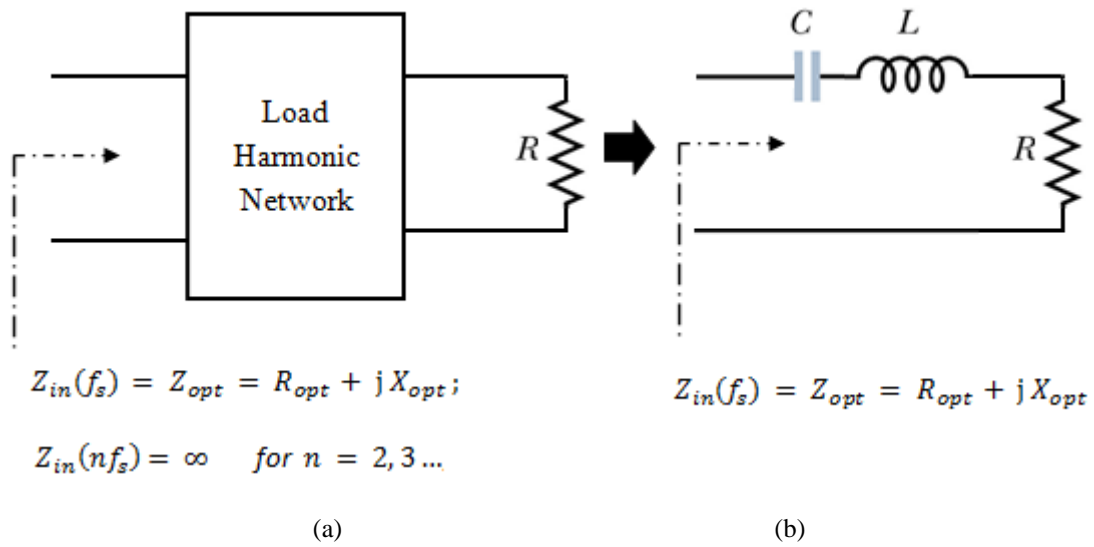 Load
Harmonic
Network
R
C
L
R
Z_in(f_s) = Z_opt = R_opt + j X_opt;
Z_in(nf_s) = ∞ for n = 2, 3 ...
Z_in(f_s) = Z_opt = R_opt + j X_opt
(a)
(b)